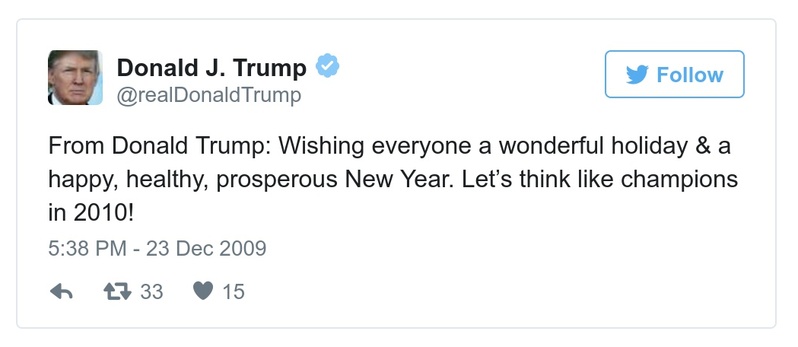 Donald J. Trump
@realDonaldTrump
Follow
From Donald Trump: Wishing everyone a wonderful holiday & a
happy, healthy, prosperous New Year. Let’s think like champions
in 2010!
5:38 PM - 23 Dec 2009
33 15